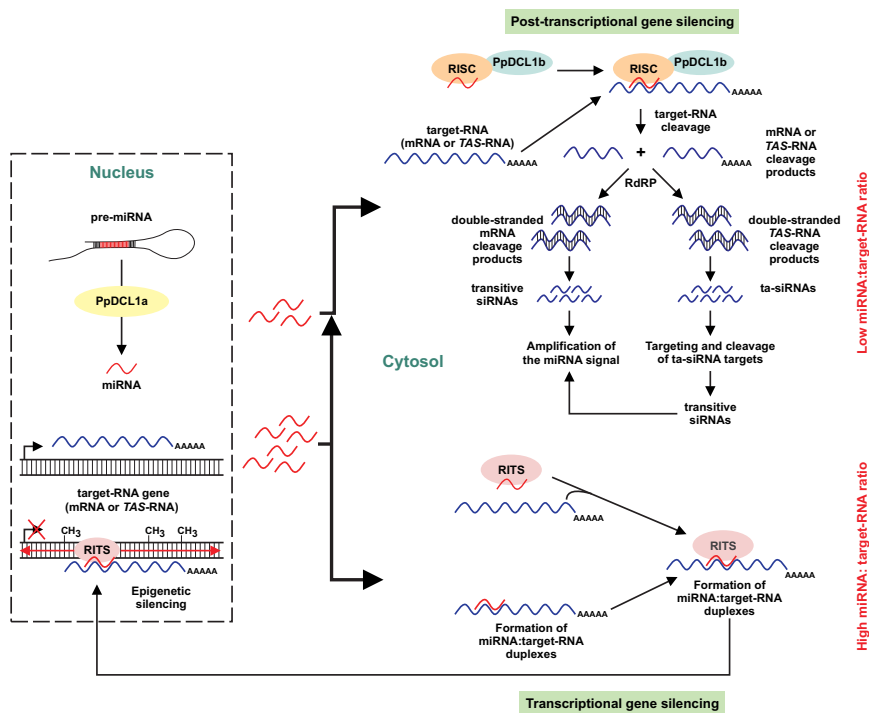 Post-transcriptional gene silencing
RISC
PpDCL1b
RISC
PpDCL1b
AAAAA
target-RNA
(mRNA or TAS-RNA)
AAAAA
target-RNA
cleavage
+
AAAAA
mRNA or
TAS-RNA
cleavage
products
RdRP
double-stranded
mRNA
cleavage
products
double-stranded
TAS-RNA
cleavage
products
transitive
siRNAs
ta-siRNAs
Amplification of
the miRNA signal
Targeting and cleavage
of ta-siRNA targets
transitive
siRNAs
Low miRNA:target-RNA ratio
Nucleus
pre-miRNA
PpDCL1a
miRNA
AAAAA
target-RNA gene
(mRNA or TAS-RNA)
CH3
CH3
CH3
RITS
AAAAA
Epigenetic
silencing
Cytosol
RITS
AAAAA
RITS
AAAAA
Formation of
miRNA:target-RNA
duplexes
AAAAA
Formation of
miRNA:target-RNA
duplexes
High miRNA: target-RNA ratio
Transcriptional gene silencing